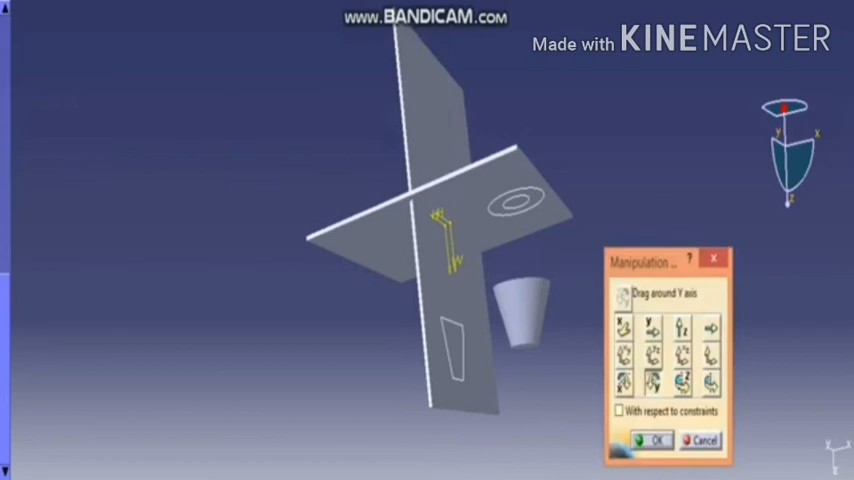 www.BANDICAM.com
Made with KINEMASTER
y x
z
Manipulation ... ? x
Drag around Y axis
x y z
x y
y z
x z
x y z
With respect to constraints
OK Cancel